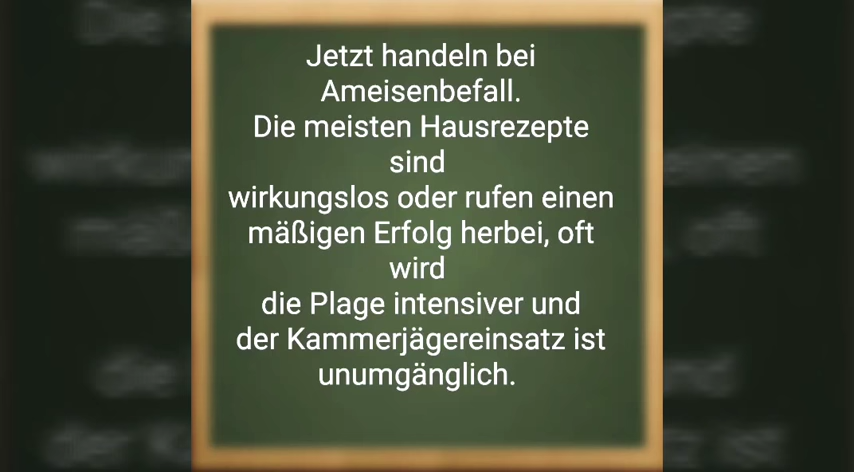 Jetzt handeln bei
Ameisenbefall.
Die meisten Hausrezepte
sind
wirkungslos oder rufen einen
mäßigen Erfolg herbei, oft
wird
die Plage intensiver und
der Kammerjägereinsatz ist
unumgänglich.